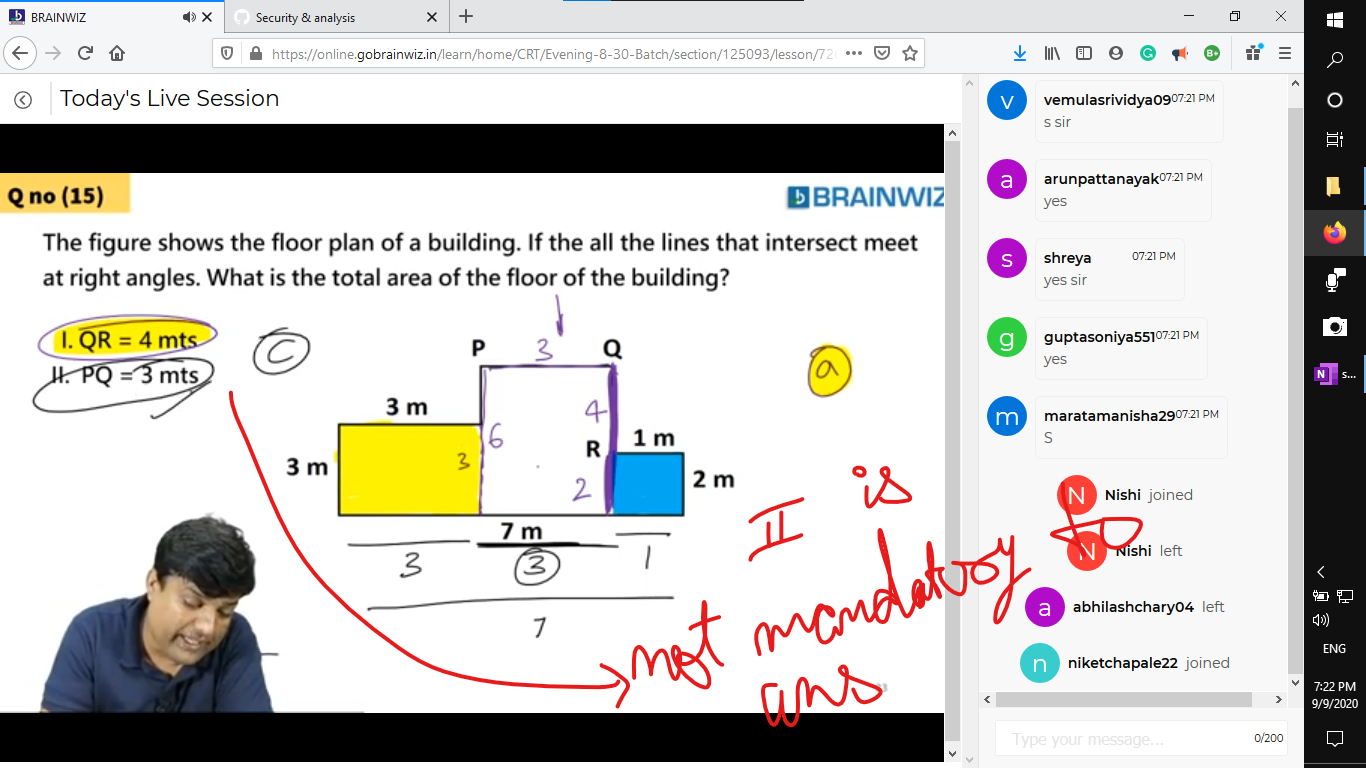 BRAINWIZ
Security & analysis
https://online.gobrainwiz.in/learn/home/CRT/Evening-8-30-Batch/section/125093/lesson/72
Today's Live Session
Q no (15)
BRAINWIZ
The figure shows the floor plan of a building. If the all the lines that intersect meet
at right angles. What is the total area of the floor of the building?
I. QR = 4 mts
II. PQ = 3 mts
C
a
P
3
Q
3 m
4
6
R
1 m
3 m
3
2
2 m
7 m
3
3
1
7
II is
not mandatory to
ans
vemulasrividya09 07:21 PM
s sir
arunpattanayak 07:21 PM
yes
shreya 07:21 PM
yes sir
guptasoniya551 07:21 PM
yes
maratamanisha29 07:21 PM
S
N Nishi joined
N Nishi left
a abhilashchary04 left
n niketchapale22 joined
Type your message...
0/200
s...
ENG
7:22 PM
9/9/2020